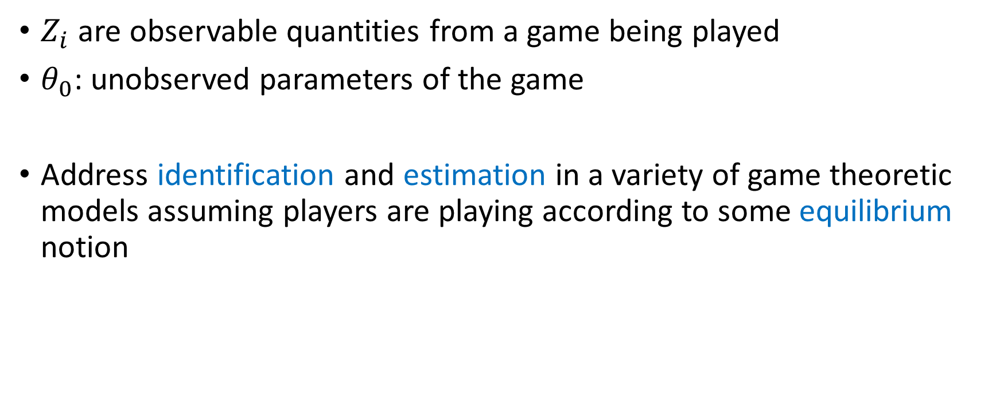 • Z_i are observable quantities from a game being played
• θ_0: unobserved parameters of the game
• Address identification and estimation in a variety of game theoretic
models assuming players are playing according to some equilibrium
notion